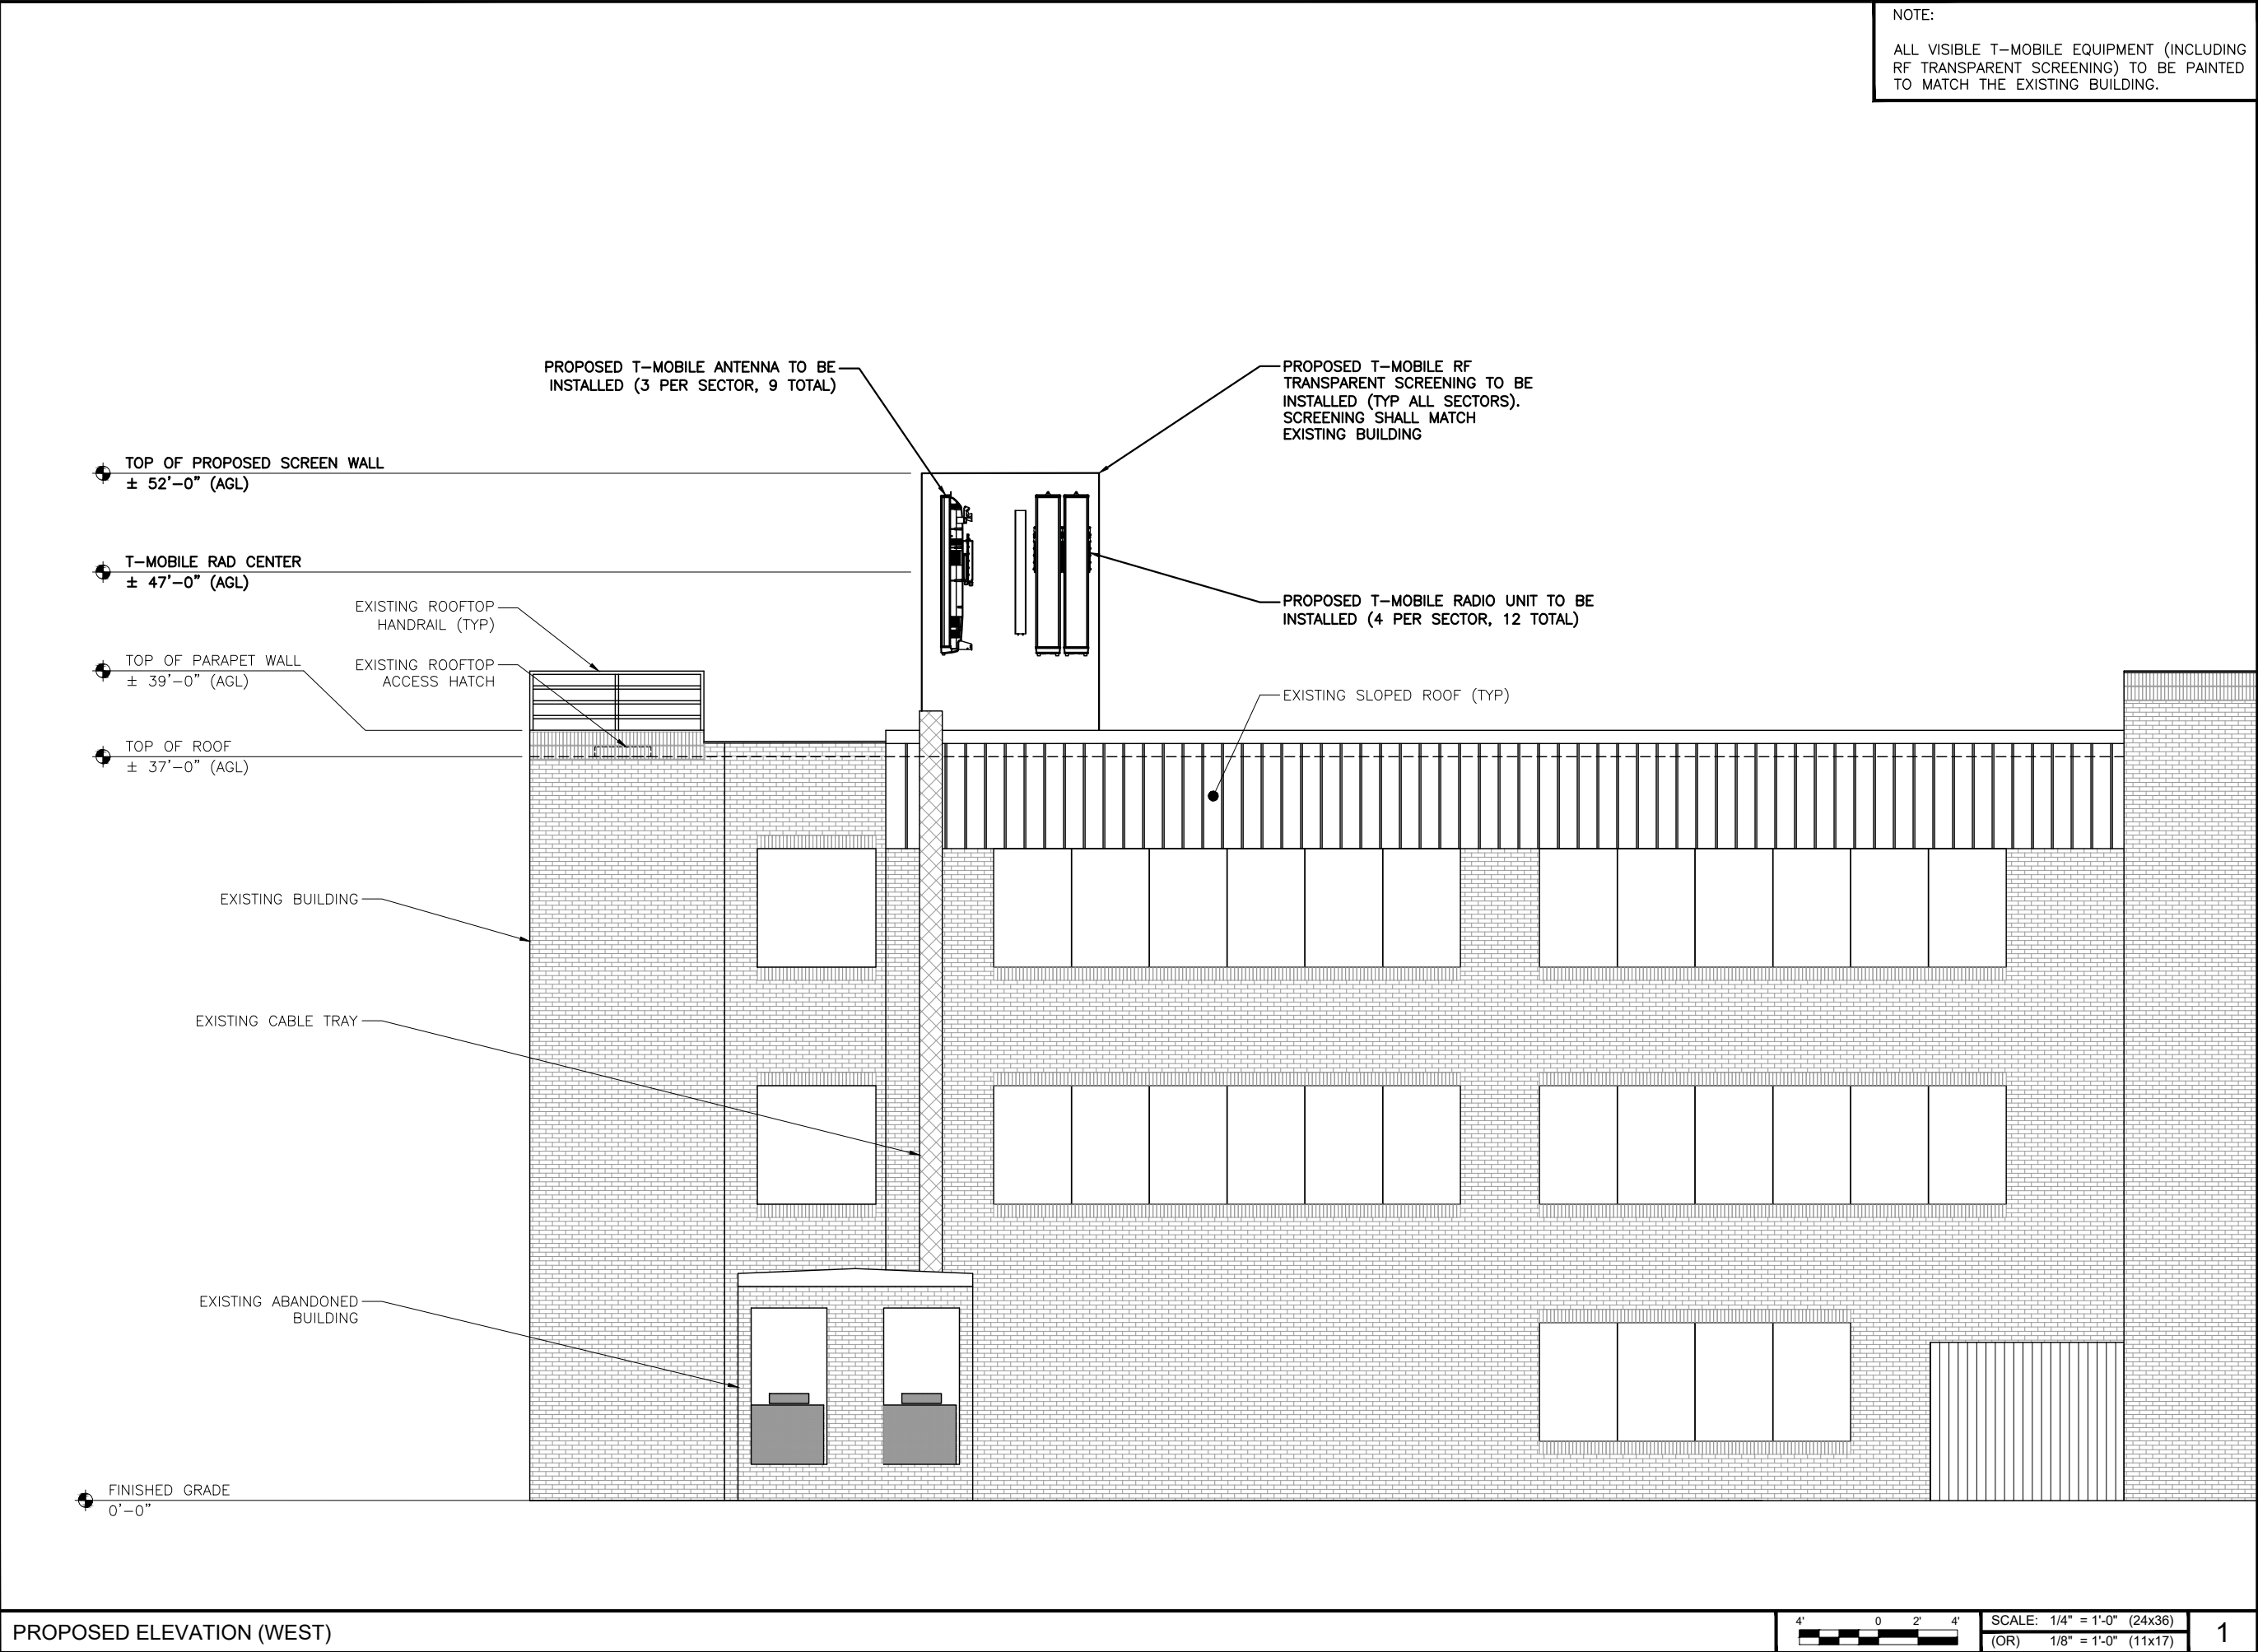 NOTE:
ALL VISIBLE T-MOBILE EQUIPMENT (INCLUDING
RF TRANSPARENT SCREENING) TO BE PAINTED
TO MATCH THE EXISTING BUILDING.
PROPOSED T-MOBILE ANTENNA TO BE
INSTALLED (3 PER SECTOR, 9 TOTAL)
PROPOSED T-MOBILE RF
TRANSPARENT SCREENING TO BE
INSTALLED (TYP ALL SECTORS).
SCREENING SHALL MATCH
EXISTING BUILDING
TOP OF PROPOSED SCREEN WALL
± 52'-0" (AGL)
T-MOBILE RAD CENTER
± 47'-0" (AGL)
EXISTING ROOFTOP
HANDRAIL (TYP)
PROPOSED T-MOBILE RADIO UNIT TO BE
INSTALLED (4 PER SECTOR, 12 TOTAL)
TOP OF PARAPET WALL
± 39'-0" (AGL)
EXISTING ROOFTOP
ACCESS HATCH
EXISTING SLOPED ROOF (TYP)
TOP OF ROOF
± 37'-0" (AGL)
EXISTING BUILDING
EXISTING CABLE TRAY
EXISTING ABANDONED
BUILDING
FINISHED GRADE
0'-0"
PROPOSED ELEVATION (WEST)
4' 0 2' 4'
SCALE: 1/4" = 1'-0" (24x36)
(OR) 1/8" = 1'-0" (11x17)
1